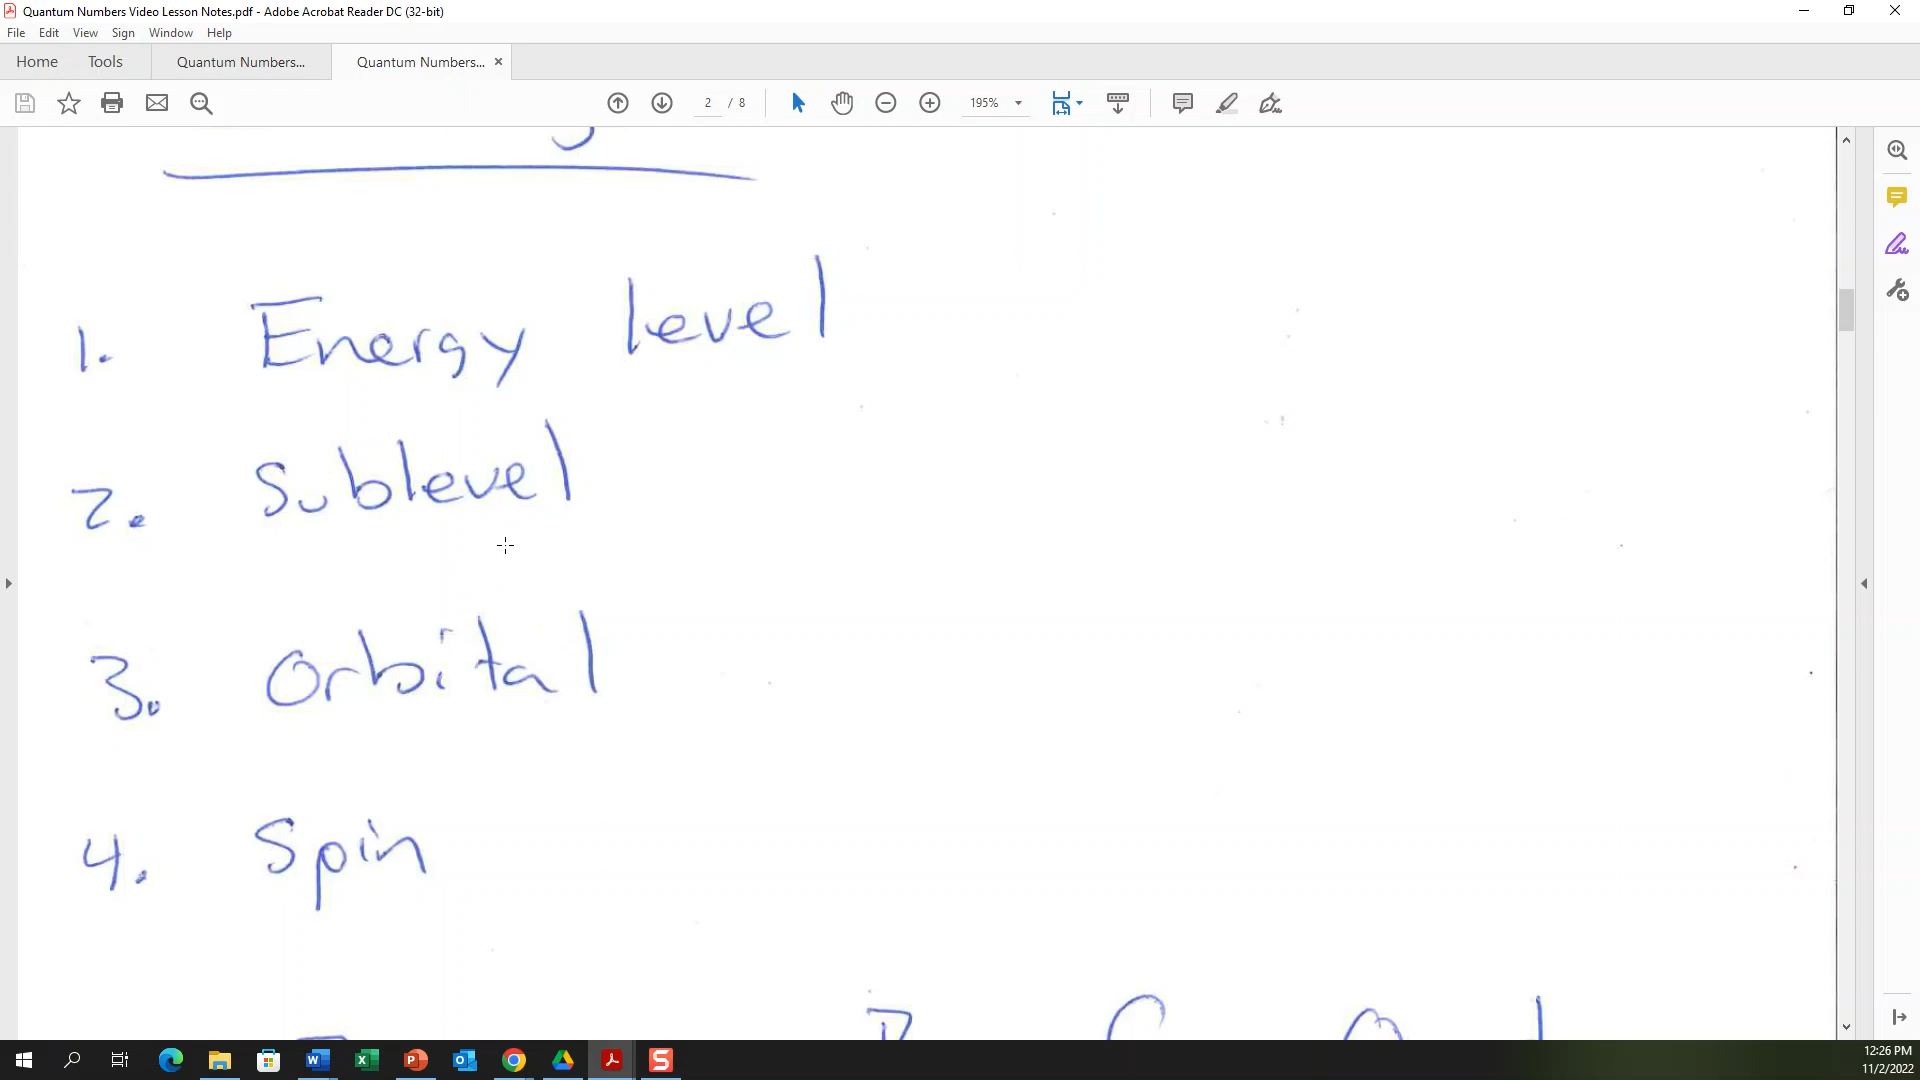 Quantum Numbers Video Lesson Notes.pdf - Adobe Acrobat Reader DC (32-bit)
File Edit View Sign Window Help
Home Tools Quantum Numbers... Quantum Numbers...
2 / 8 195%
1. Energy level
2. Sublevel
3. Orbital
4. Spin
12:26 PM
11/2/2022